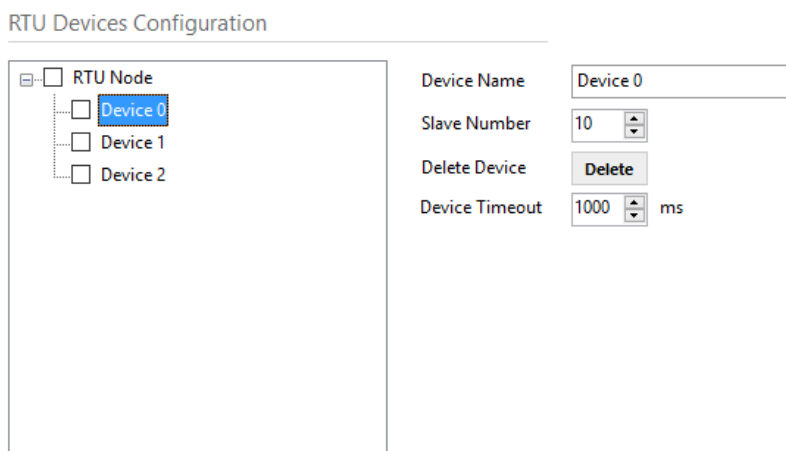 RTU Devices Configuration
RTU Node
Device 0
Device 1
Device 2
Device Name Device 0
Slave Number 10
Delete Device Delete
Device Timeout 1000 ms